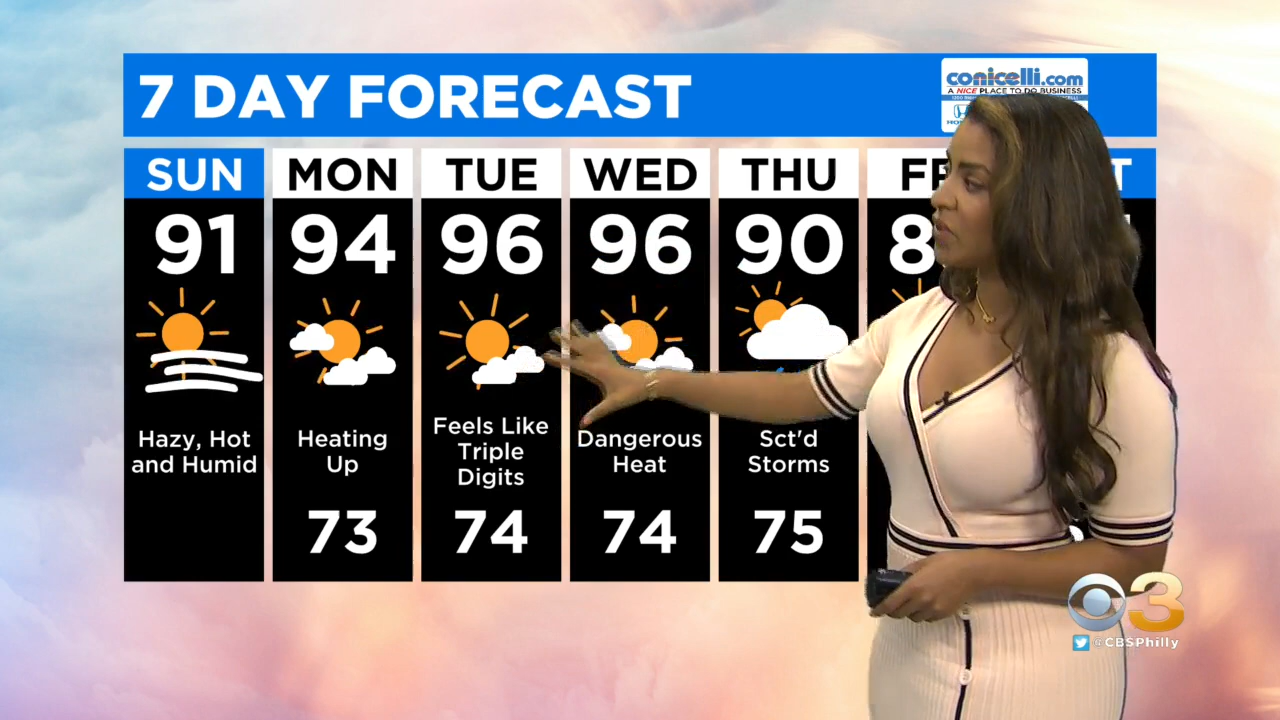 7 DAY FORECAST
conicelli.com
A NICE PLACE TO DO BUSINESS
SUN MON TUE WED THU
91 94 96 96 90
Hazy, Hot
and Humid
Heating
Up
Feels Like
Triple
Digits
Dangerous
Heat
Sct'd
Storms
73 74 74 75
3
@CBSPhilly